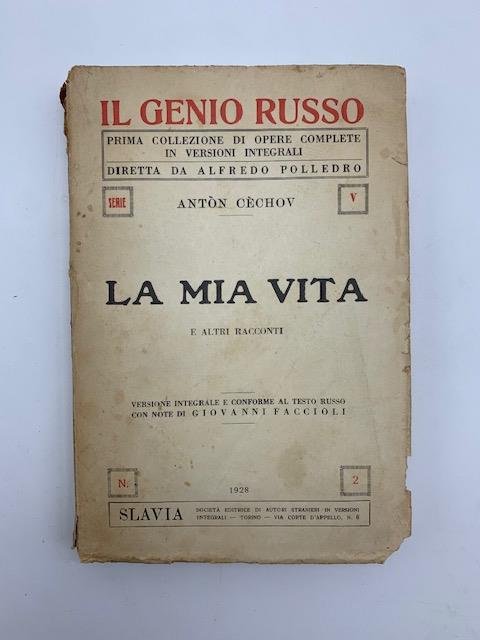 IL GENIO RUSSO
PRIMA COLLEZIONE DI OPERE COMPLETE
IN VERSIONI INTEGRALI
DIRETTA DA ALFREDO POLLEDRO
SERIE
V
ANTÒN CÈCHOV
LA MIA VITA
E ALTRI RACCONTI
VERSIONE INTEGRALE E CONFORME AL TESTO RUSSO
CON NOTE DI GIOVANNI FACCIOLI
N.
1928
2
SLAVIA
SOCIETÀ EDITRICE DI AUTORI STRANIERI IN VERSIONI
INTEGRALI — TORINO — VIA CORTE D'APPELLO, N. 6